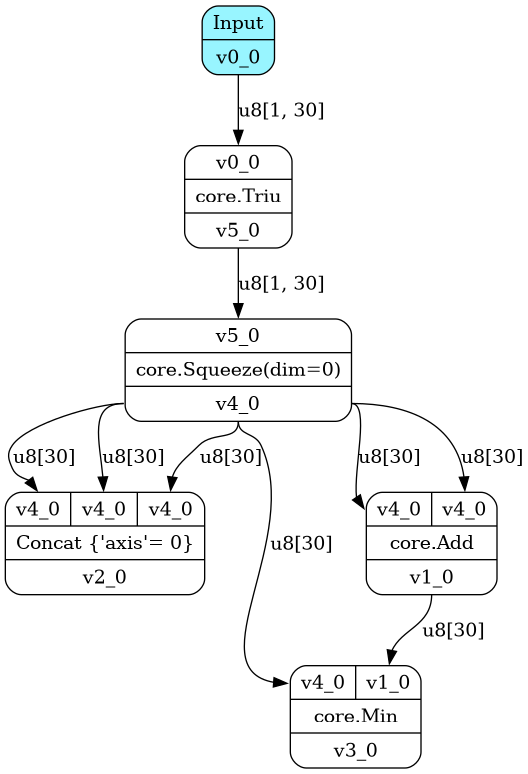 Input
v0_0
u8[1, 30]
v0_0
core.Triu
v5_0
u8[1, 30]
v5_0
core.Squeeze(dim=0)
v4_0
u8[30] u8[30] u8[30] u8[30] u8[30]
v4_0 v4_0 v4_0
Concat {'axis'= 0}
v2_0
v4_0 v4_0
core.Add
v1_0
u8[30]
u8[30]
v4_0 v1_0
core.Min
v3_0